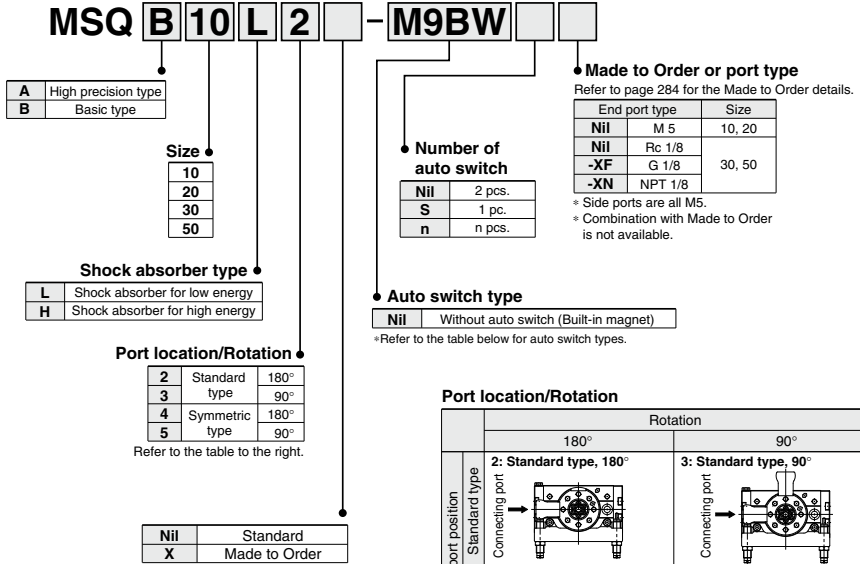 MSQ B 10 L 2 - M9BW
A High precision type
B Basic type
Size
10
20
30
50
Shock absorber type
L Shock absorber for low energy
H Shock absorber for high energy
Port location/Rotation
2 Standard type 180°
3 90°
4 Symmetric type 180°
5 90°
Refer to the table to the right.
Nil Standard
X Made to Order
Number of
auto switch
Nil 2 pcs.
S 1 pc.
n n pcs.
Made to Order or port type
Refer to page 284 for the Made to Order details.
End port type Size
Nil M 5 10, 20
Nil Rc 1/8 30, 50
-XF G 1/8
-XN NPT 1/8
* Side ports are all M5.
* Combination with Made to Order
is not available.
Auto switch type
Nil Without auto switch (Built-in magnet)
*Refer to the table below for auto switch types.
Port location/Rotation
Rotation
180° 90°
port position
Standard type
2: Standard type, 180°
Connecting port
3: Standard type, 90°
Connecting port